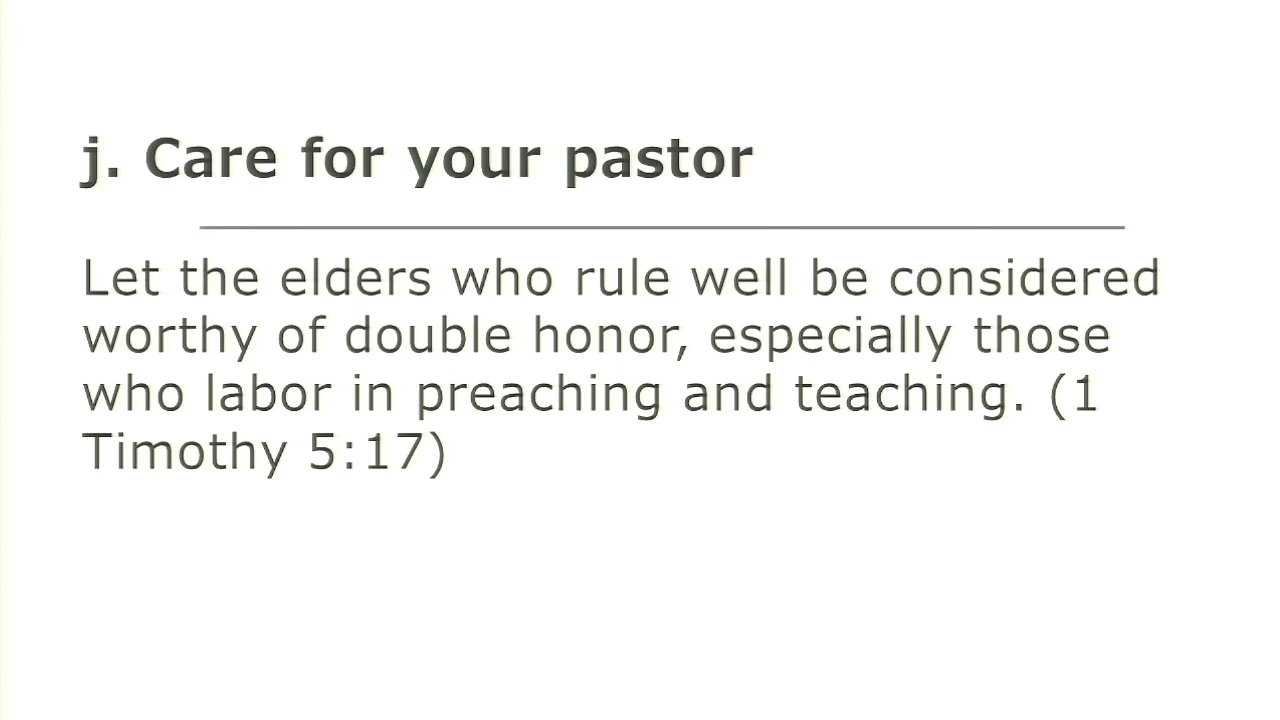 j. Care for your pastor
Let the elders who rule well be considered
worthy of double honor, especially those
who labor in preaching and teaching. (1
Timothy 5:17)